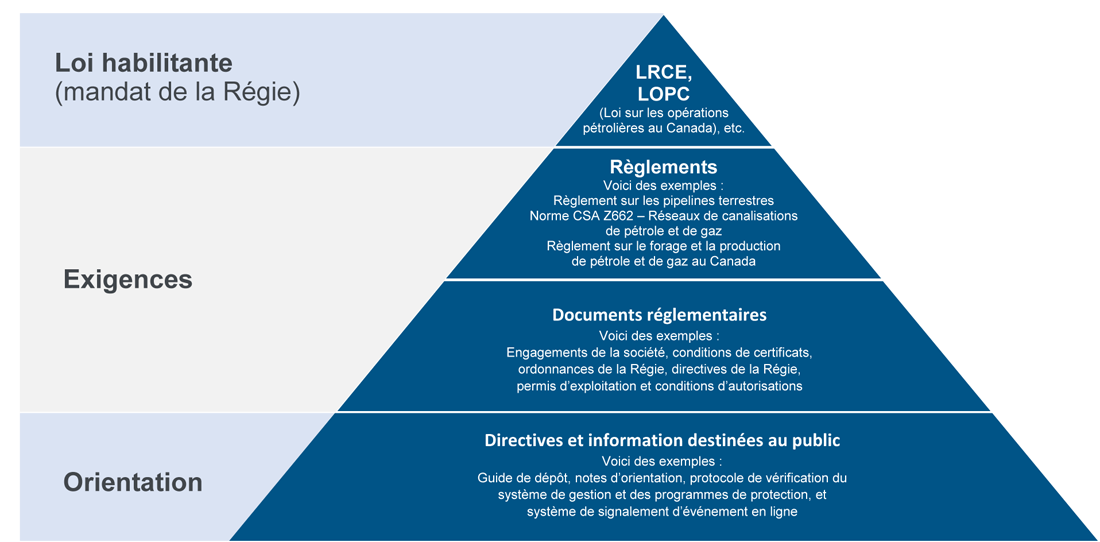 Loi habilitante
(mandat de la Régie)
LRCE,
LOPC
(Loi sur les opérations
pétrolières au Canada), etc.
Exigences
Règlements
Voici des exemples :
Règlement sur les pipelines terrestres
Norme CSA Z662 – Réseaux de canalisations
de pétrole et de gaz
Règlement sur le forage et la production
de pétrole et de gaz au Canada
Documents réglementaires
Voici des exemples :
Engagements de la société, conditions de certificats,
ordonnances de la Régie, directives de la Régie,
permis d’exploitation et conditions d’autorisations
Orientation
Directives et information destinées au public
Voici des exemples :
Guide de dépôt, notes d’orientation, protocole de vérification du
système de gestion et des programmes de protection, et
système de signalement d’événement en ligne